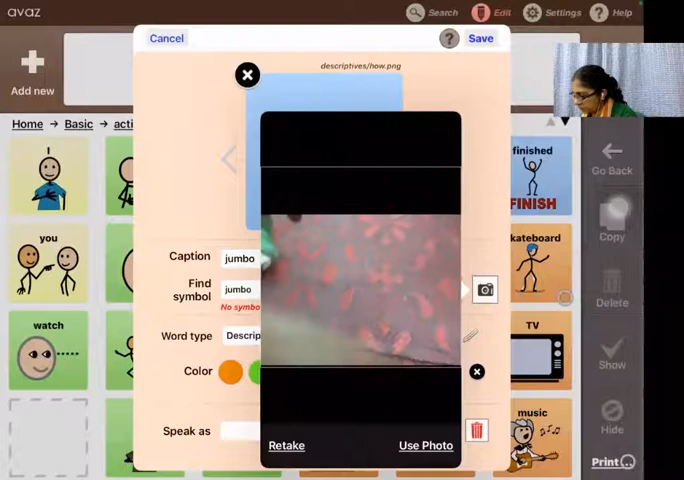 avaz
Search
Edit
Settings
Help
Cancel
Save
descriptives/how.png
Add new
Home → Basic → acti
I
you
watch
finished
FINISH
skateboard
TV
music
Go Back
Copy
Delete
Show
Hide
Print
Caption
jumbo
Find symbol
jumbo
No symbo
Word type
Descrip
Color
Speak as
Retake
Use Photo